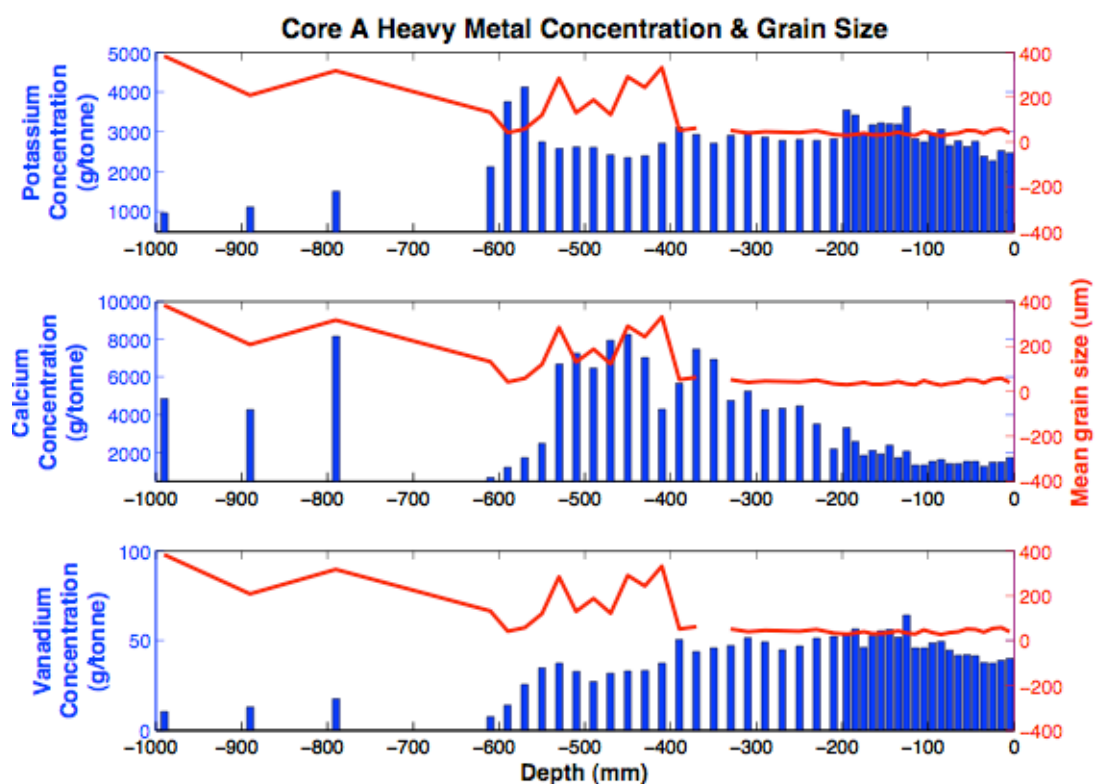 Core A Heavy Metal Concentration & Grain Size
Potassium
Concentration
(g/tonne)
5000
4000
3000
2000
1000
400
200
0
-200
-400
-1000 -900 -800 -700 -600 -500 -400 -300 -200 -100 0
Calcium
Concentration
(g/tonne)
10000
8000
6000
4000
2000
400
200
0
-200
-400
Mean grain size (um)
-1000 -900 -800 -700 -600 -500 -400 -300 -200 -100 0
Vanadium
Concentration
(g/tonne)
100
50
0
400
200
0
-200
-400
-1000 -900 -800 -700 -600 -500 -400 -300 -200 -100 0
Depth (mm)